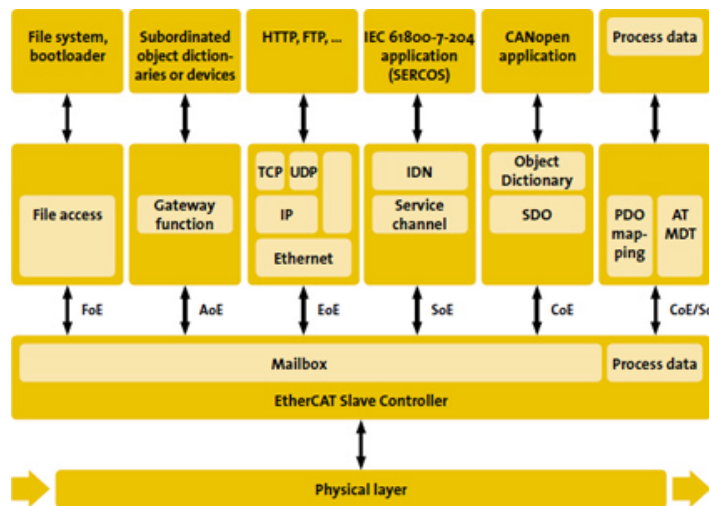 File system,
bootloader
Subordinated
object diction-
aries or devices
HTTP, FTP, ...
IEC 61800-7-204
application
(SERCOS)
CANopen
application
Process data
File access
Gateway
function
TCP
UDP
IP
Ethernet
IDN
Service
channel
Object
Dictionary
SDO
PDO
map-
ping
AT
MDT
FoE
AoE
EoE
SoE
CoE
CoE/So
Mailbox
Process data
EtherCAT Slave Controller
Physical layer